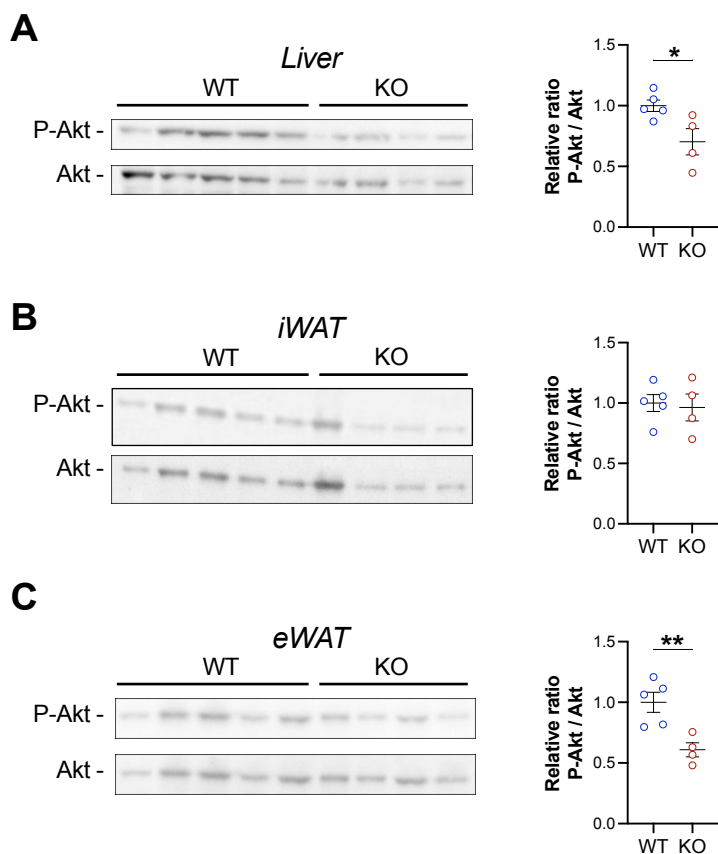 A
Liver
WT KO
P-Akt -
Akt -
Relative ratio
P-Akt / Akt
1.5
1.0
0.5
0.0
*
WT KO
B
iWAT
WT KO
P-Akt -
Akt -
Relative ratio
P-Akt / Akt
1.5
1.0
0.5
0.0
WT KO
C
eWAT
WT KO
P-Akt -
Akt -
Relative ratio
P-Akt / Akt
1.5
1.0
0.5
0.0
**
WT KO